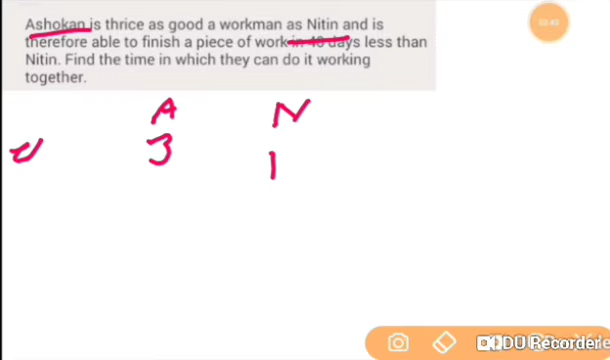 Ashokan is thrice as good a workman as Nitin and is
therefore able to finish a piece of work in 40 days less than
Nitin. Find the time in which they can do it working
together.
A N
3 1
DU Recorder